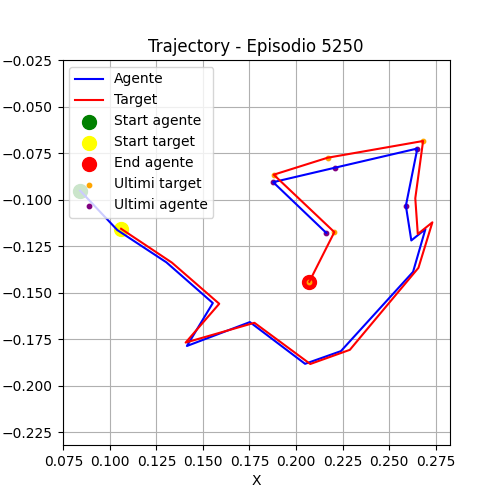 Trajectory - Episodio 5250
Agente
Target
Start agente
Start target
End agente
Ultimi target
Ultimi agente
−0.025
−0.050
−0.075
−0.100
−0.125
−0.150
−0.175
−0.200
−0.225
0.075 0.100 0.125 0.150 0.175 0.200 0.225 0.250 0.275
X